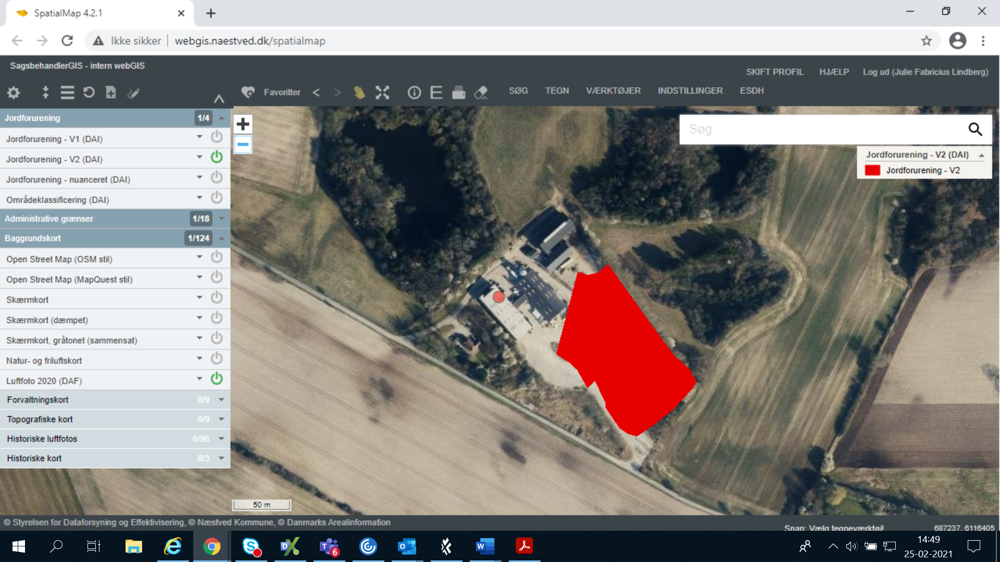 SpatialMap 4.2.1
Ikke sikker
webgis.naestved.dk/spatialmap
SagsbehandlerGIS - intern webGIS
SKIFT PROFIL
HJÆLP
Log ud (Julie Fabricius Lindberg)
Favoritter
SØG
TEGN
VÆRKTØJER
INDSTILLINGER
ESDH
Jordforurening 1/4
Jordforurening - V1 (DAI)
Jordforurening - V2 (DAI)
Jordforurening - nuanceret (DAI)
Områdeklassificering (DAI)
Administrative grænser 1/18
Baggrundskort 1/124
Open Street Map (OSM stil)
Open Street Map (MapQuest stil)
Skærmkort
Skærmkort (dæmpet)
Skærmkort, gråtonet (sammensat)
Natur- og friluftskort
Luftfoto 2020 (DAF)
Forvaltningskort 0/9
Topografiske kort 0/9
Historiske luftfotos 0/96
Historiske kort 0/3
Søg
Jordforurening - V2 (DAI)
Jordforurening - V2
50 m
© Styrelsen for Dataforsyning og Effektivisering, © Næstved Kommune, © Danmarks Arealinformation
Snap: Vælg tegneværktøj!
687237, 6116405
6
14:49
25-02-2021